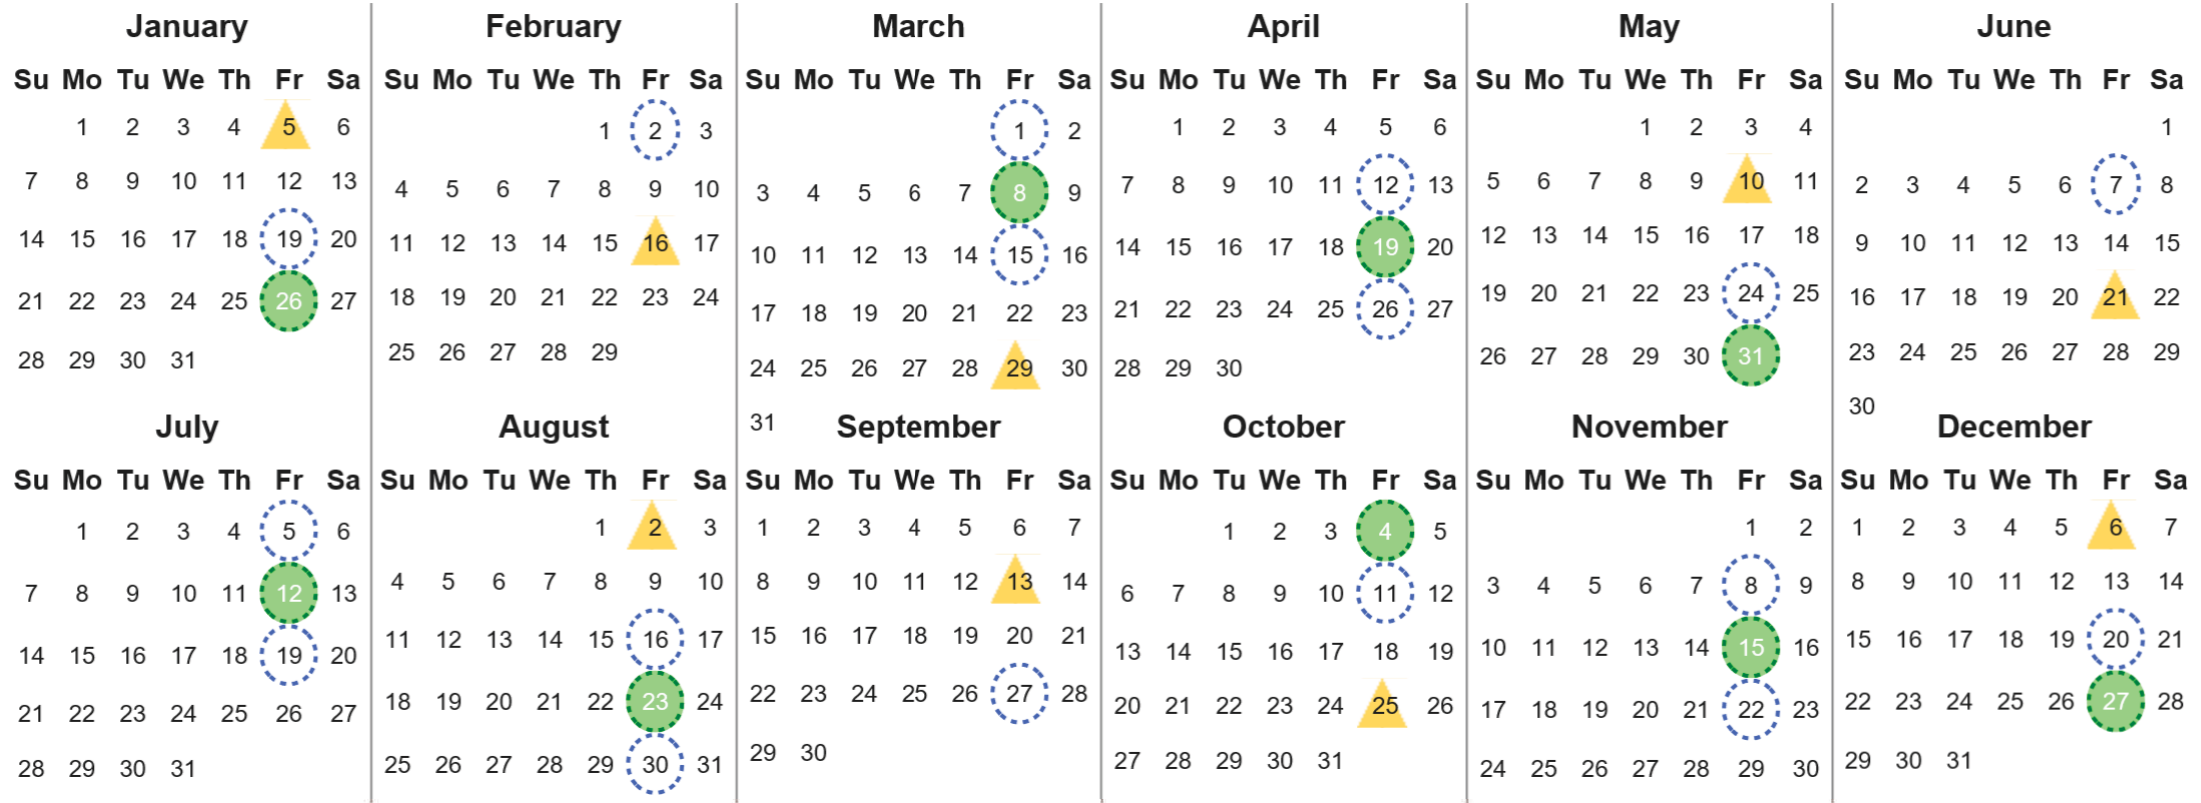 January
Su Mo Tu We Th Fr Sa
1 2 3 4 5 6
7 8 9 10 11 12 13
14 15 16 17 18 19 20
21 22 23 24 25 26 27
28 29 30 31
February
Su Mo Tu We Th Fr Sa
1 2 3
4 5 6 7 8 9 10
11 12 13 14 15 16 17
18 19 20 21 22 23 24
25 26 27 28 29
March
Su Mo Tu We Th Fr Sa
1 2
3 4 5 6 7 8 9
10 11 12 13 14 15 16
17 18 19 20 21 22 23
24 25 26 27 28 29 30
31
April
Su Mo Tu We Th Fr Sa
1 2 3 4 5 6
7 8 9 10 11 12 13
14 15 16 17 18 19 20
21 22 23 24 25 26 27
28 29 30
May
Su Mo Tu We Th Fr Sa
1 2 3 4
5 6 7 8 9 10 11
12 13 14 15 16 17 18
19 20 21 22 23 24 25
26 27 28 29 30 31
June
Su Mo Tu We Th Fr Sa
1
2 3 4 5 6 7 8
9 10 11 12 13 14 15
16 17 18 19 20 21 22
23 24 25 26 27 28 29
30
July
Su Mo Tu We Th Fr Sa
1 2 3 4 5 6
7 8 9 10 11 12 13
14 15 16 17 18 19 20
21 22 23 24 25 26 27
28 29 30 31
August
Su Mo Tu We Th Fr Sa
1 2 3
4 5 6 7 8 9 10
11 12 13 14 15 16 17
18 19 20 21 22 23 24
25 26 27 28 29 30 31
September
Su Mo Tu We Th Fr Sa
1 2 3 4 5 6 7
8 9 10 11 12 13 14
15 16 17 18 19 20 21
22 23 24 25 26 27 28
29 30
October
Su Mo Tu We Th Fr Sa
1 2 3 4 5
6 7 8 9 10 11 12
13 14 15 16 17 18 19
20 21 22 23 24 25 26
27 28 29 30 31
November
Su Mo Tu We Th Fr Sa
1 2
3 4 5 6 7 8 9
10 11 12 13 14 15 16
17 18 19 20 21 22 23
24 25 26 27 28 29 30
December
Su Mo Tu We Th Fr Sa
1 2 3 4 5 6 7
8 9 10 11 12 13 14
15 16 17 18 19 20 21
22 23 24 25 26 27 28
29 30 31